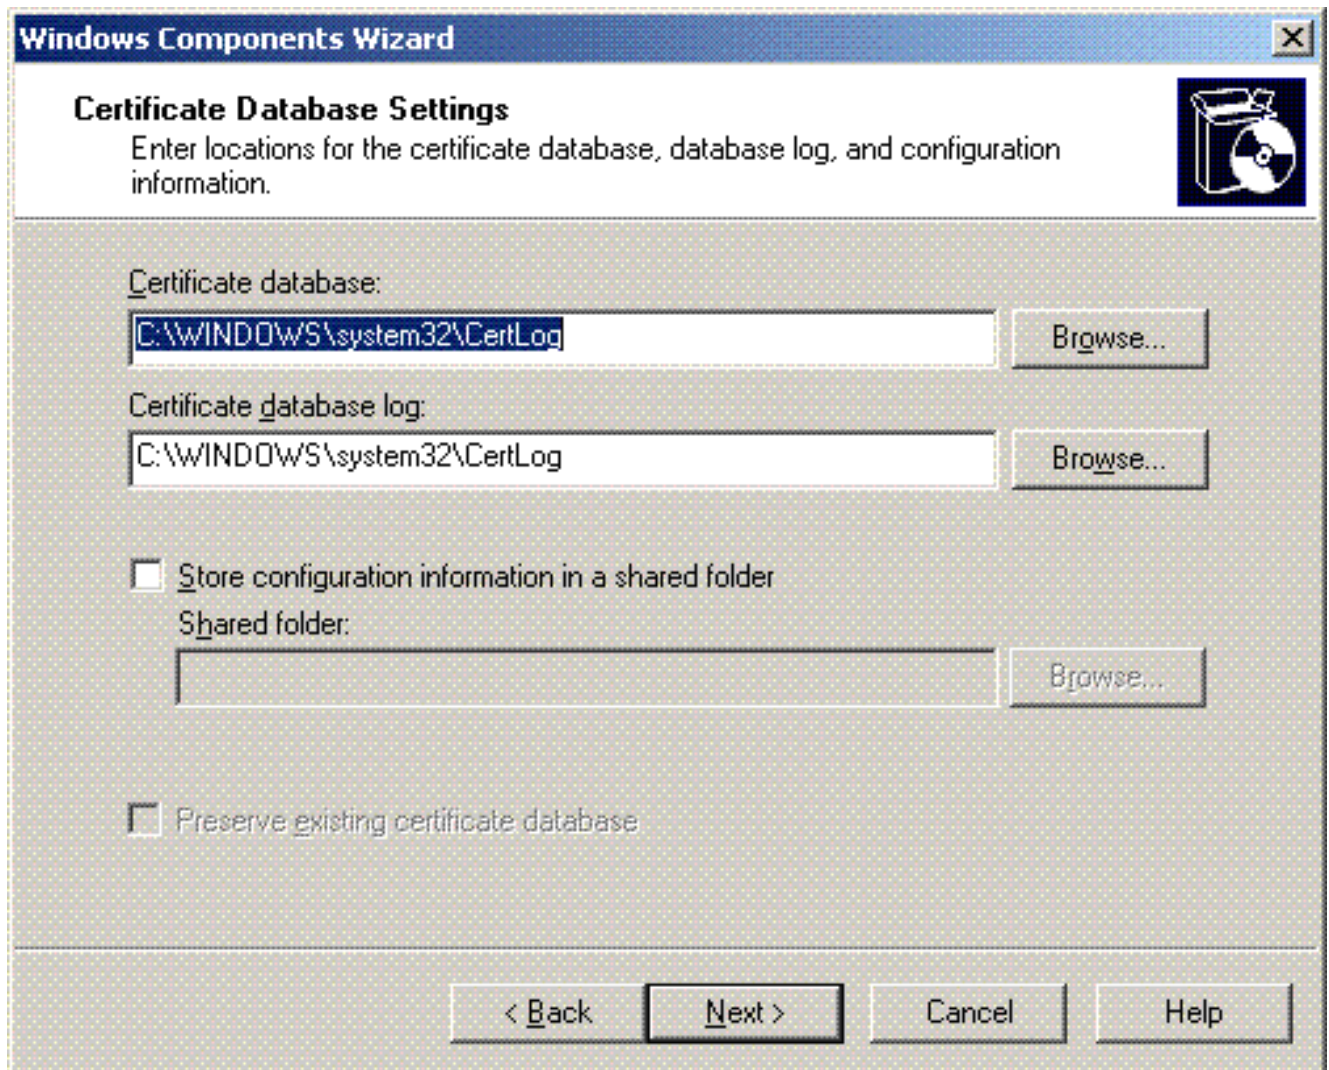 Windows Components Wizard
Certificate Database Settings
Enter locations for the certificate database, database log, and configuration
information.
Certificate database:
C:\WINDOWS\system32\CertLog
Browse...
Certificate database log:
C:\WINDOWS\system32\CertLog
Browse...
Store configuration information in a shared folder
Shared folder:
Browse...
Preserve existing certificate database
< Back
Next >
Cancel
Help